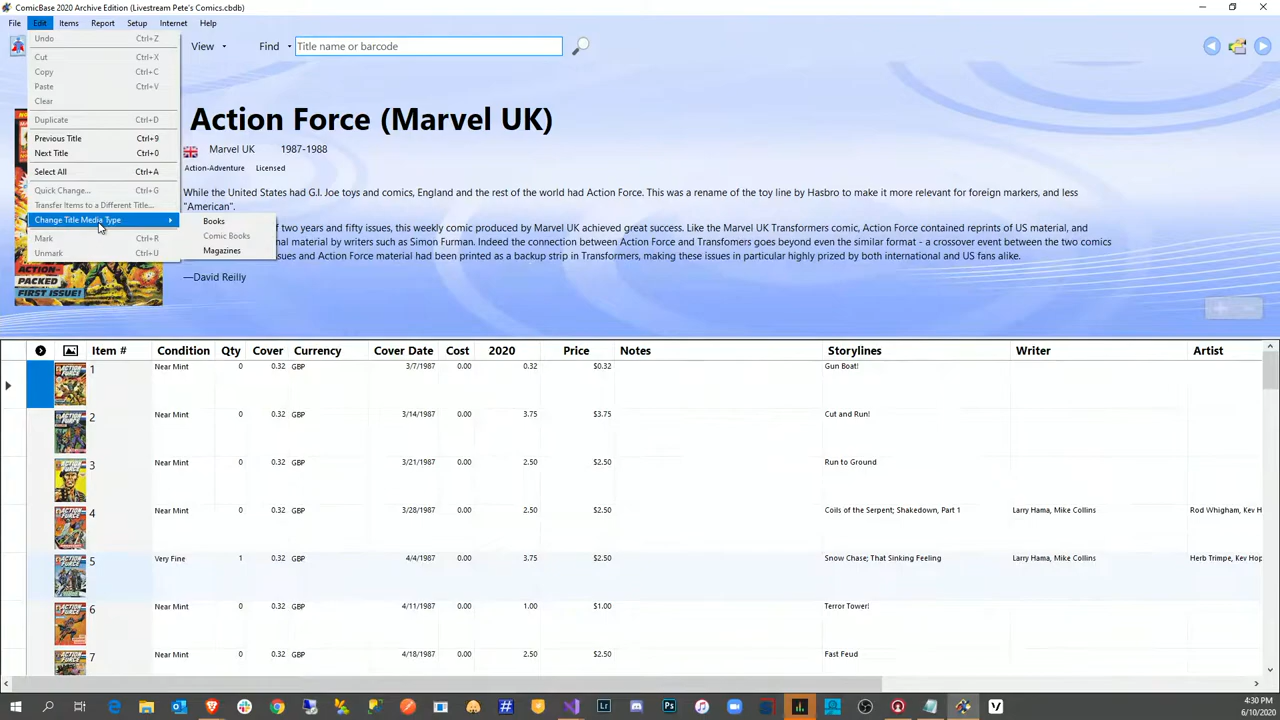 ComicBase 2020 Archive Edition (Livestream Pete's Comics.cbdb)
File Edit Items Report Setup Internet Help
View Find Title name or barcode
Undo Ctrl+Z
Cut Ctrl+X
Copy Ctrl+C
Paste Ctrl+V
Clear
Duplicate Ctrl+D
Previous Title Ctrl+9
Next Title Ctrl+0
Select All Ctrl+A
Quick Change... Ctrl+G
Transfer Items to a Different Title...
Change Title Media Type
Mark Ctrl+R
Unmark Ctrl+U
Books
Comic Books
Magazines
Action Force (Marvel UK)
Marvel UK 1987-1988
Action-Adventure Licensed
While the United States had G.I. Joe toys and comics, England and the rest of the world had Action Force. This was a rename of the toy line by Hasbro to make it more relevant for foreign markers, and less
"American".
of two years and fifty issues, this weekly comic produced by Marvel UK achieved great success. Like the Marvel UK Transformers comic, Action Force icontained reprints of US material, and
nal material by writers such as Simon Furman. Indeed the connection between Action Force and Transformers goes beyond even the similar format - a crossover event between the two comics
sues and Action Force material had been printed as a backup strip in Transformers, making these issues in particular highly prized by both international and US fans alike.
—David Reilly
ACTION-
PACKED
FIRST ISSUE!
Item # Condition Qty Cover Currency Cover Date Cost 2020 Price Notes Storylines Writer Artist
1 Near Mint 0 0.32 GBP 3/7/1987 0.00 0.32 $0.32 Gun Boat!
2 Near Mint 0 0.32 GBP 3/14/1987 0.00 3.75 $3.75 Cut and Run!
3 Near Mint 0 0.32 GBP 3/21/1987 0.00 2.50 $2.50 Run to Ground
4 Near Mint 0 0.32 GBP 3/28/1987 0.00 2.50 $2.50 Coils of the Serpent; Shakedown, Part 1 Larry Hama, Mike Collins Rod Whigham, Kev H
5 Very Fine 1 0.32 GBP 4/4/1987 0.00 3.75 $2.50 Snow Chase; That Sinking Feeling Larry Hama, Mike Collins Herb Trimpe, Kev Hop
6 Near Mint 0 0.32 GBP 4/11/1987 0.00 1.00 $1.00 Terror Tower!
7 Near Mint 0 0.32 GBP 4/18/1987 0.00 2.50 $2.50 Fast Feud
4:30 PM
6/10/2020